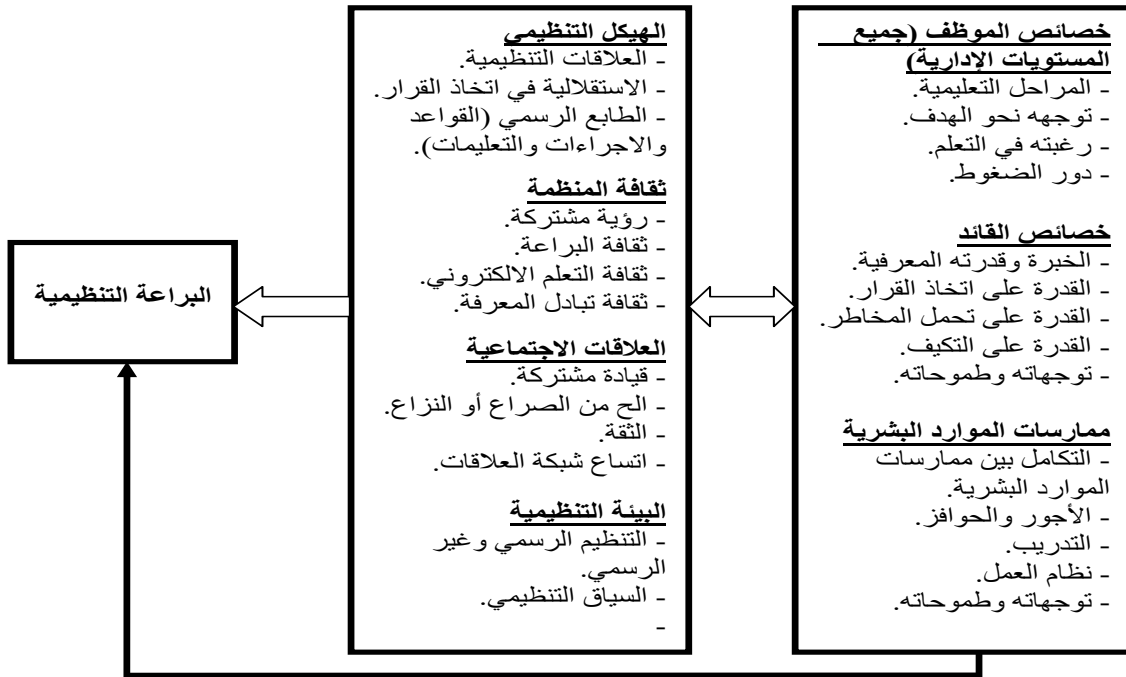 خصائص الموظف (جميع
المستويات الإدارية)
- المراحل التعليمية.
- توجهه نحو الهدف.
- رغبته في التعلم.
- دور الضغوط.
خصائص القائد
- الخبرة وقدرته المعرفية.
- القدرة على اتخاذ القرار.
- القدرة على تحمل المخاطر.
- القدرة على التكيف.
- توجهاته وطموحاته.
ممارسات الموارد البشرية
- التكامل بين ممارسات
الموارد البشرية.
- الأجور والحوافز.
- التدريب.
- نظام العمل.
- توجهاته وطموحاته.
الهيكل التنظيمي
- العلاقات التنظيمية.
- الاستقلالية في اتخاذ القرار.
- الطابع الرسمي (القواعد
والاجراءات والتعليمات).
ثقافة المنظمة
- رؤية مشتركة.
- ثقافة البراعة.
- ثقافة التعلم الالكتروني.
- ثقافة تبادل المعرفة.
العلاقات الاجتماعية
- قيادة مشتركة.
- الح من الصراع أو النزاع.
- الثقة.
- اتساع شبكة العلاقات.
البيئة التنظيمية
- التنظيم الرسمي وغير
الرسمي.
- السياق التنظيمي.
-
البراعة التنظيمية